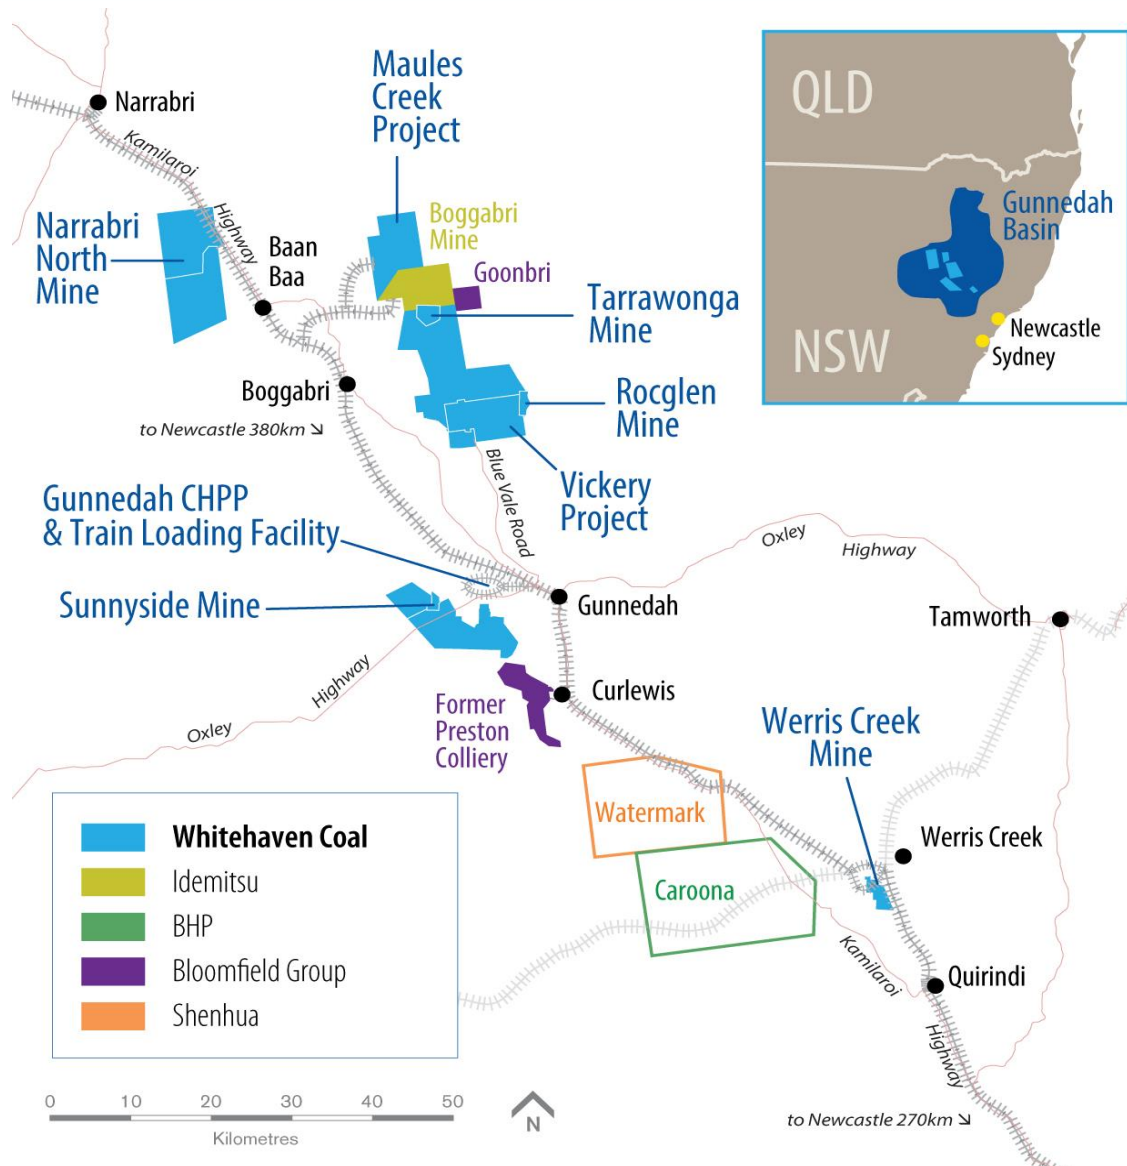 Maules
Creek
Project
QLD
Narrabri
Kamilaroi
Highway
Gunnedah
Basin
Narrabri
North
Mine
Baan
Baa
Boggabri
Mine
Goonbri
Tarrawonga
Mine
NSW
Newcastle
Sydney
Boggabri
Rocglen
Mine
to Newcastle 380km ↘
Blue Vale Road
Vickery
Project
Gunnedah CHPP
& Train Loading Facility
Oxley
Highway
Sunnyside Mine
Gunnedah
Tamworth
Highway
Oxley
Curlewis
Former
Preston
Colliery
Werris Creek
Mine
Watermark
Werris Creek
Caroona
Kamilaroi
Quirindi
Highway
Whitehaven Coal
Idemitsu
BHP
Bloomfield Group
Shenhua
0 10 20 30 40 50
Kilometres
N
to Newcastle 270km ↘